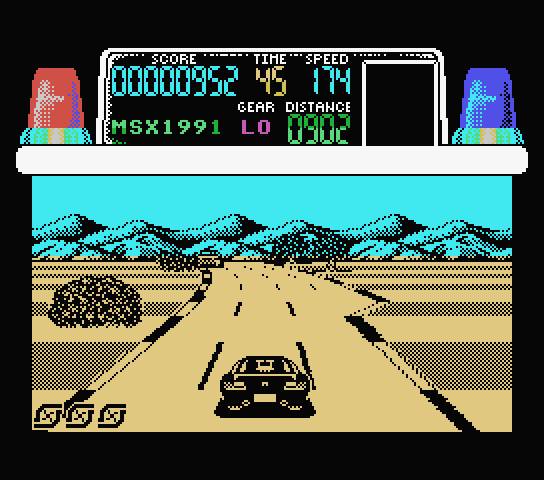 SCORE TIME SPEED
00000952 45 174
GEAR DISTANCE
MSX1991 LO 0902